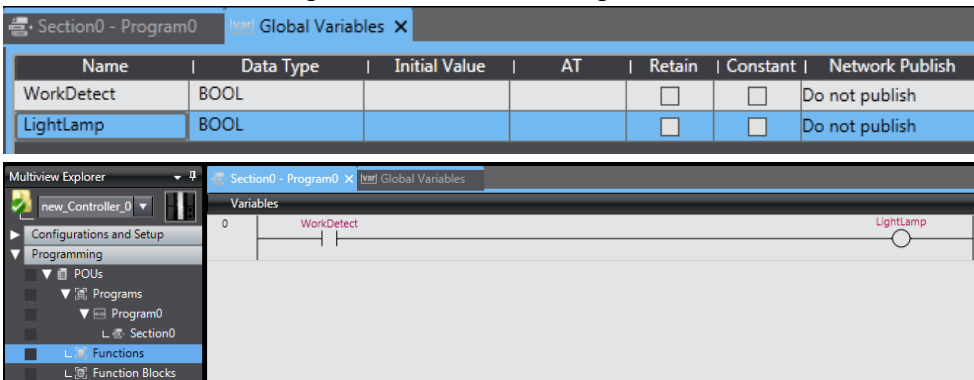 Section0 - Program0 [var] Global Variables X
Name | Data Type | Initial Value | AT | Retain | Constant | Network Publish
WorkDetect BOOL Do not publish
LightLamp BOOL Do not publish
Multiview Explorer Section0 - Program0 X [var] Global Variables
new_Controller_0 Variables
0 WorkDetect LightLamp
Configurations and Setup
Programming
POUs
Programs
Program0
Section0
Functions
Function Blocks